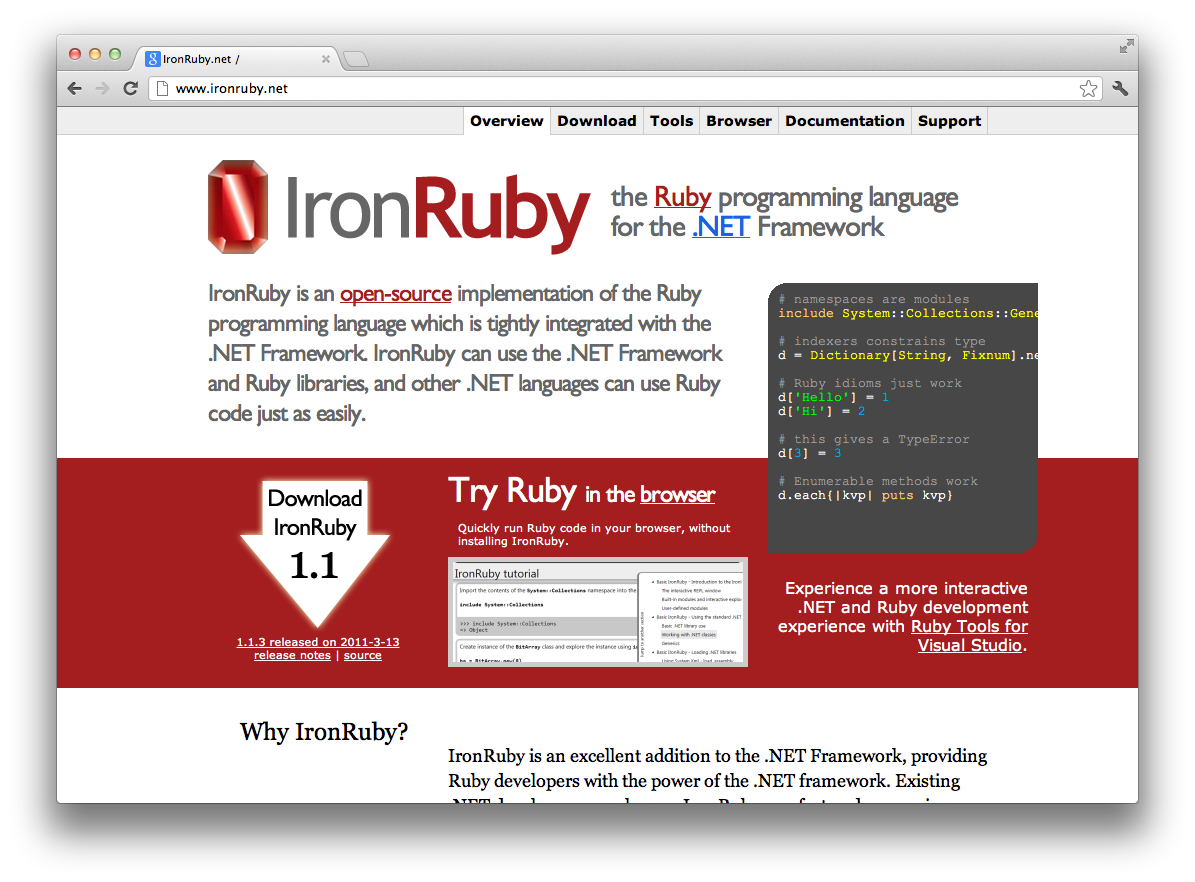 IronRuby.net /
www.ironruby.net
Overview Download Tools Browser Documentation Support
IronRuby
the Ruby programming language
for the .NET Framework
IronRuby is an open-source implementation of the Ruby
programming language which is tightly integrated with the
.NET Framework. IronRuby can use the .NET Framework
and Ruby libraries, and other .NET languages can use Ruby
code just as easily.
# namespaces are modules
include System::Collections::Gene
# indexers constrains type
d = Dictionary[String, Fixnum].ne
# Ruby idioms just work
d['Hello'] = 1
d['Hi'] = 2
# this gives a TypeError
d[3] = 3
# Enumerable methods work
d.each{|kvp| puts kvp}
Download
IronRuby
1.1
1.1.3 released on 2011-3-13
release notes | source
Try Ruby in the browser
Quickly run Ruby code in your browser, without
installing IronRuby.
IronRuby tutorial
Import the contents of the System::Collections namespace into the
include System::Collections
>>> include System::Collections
=> Object
Create instance of the BitArray class and explore the instance using
ba = BitArray.new(8)
Basic IronRuby - Introduction to the Iron
The interactive REPL window
Built-in modules and interactive explo
User-defined modules
Basic IronRuby - Using the standard .NET
Basic .NET library use
Working with .NET classes
Generics
Basic IronRuby - Loading .NET libraries
Using System.Xml - load_assembly
Experience a more interactive
.NET and Ruby development
experience with Ruby Tools for
Visual Studio.
Why IronRuby?
IronRuby is an excellent addition to the .NET Framework, providing
Ruby developers with the power of the .NET framework. Existing